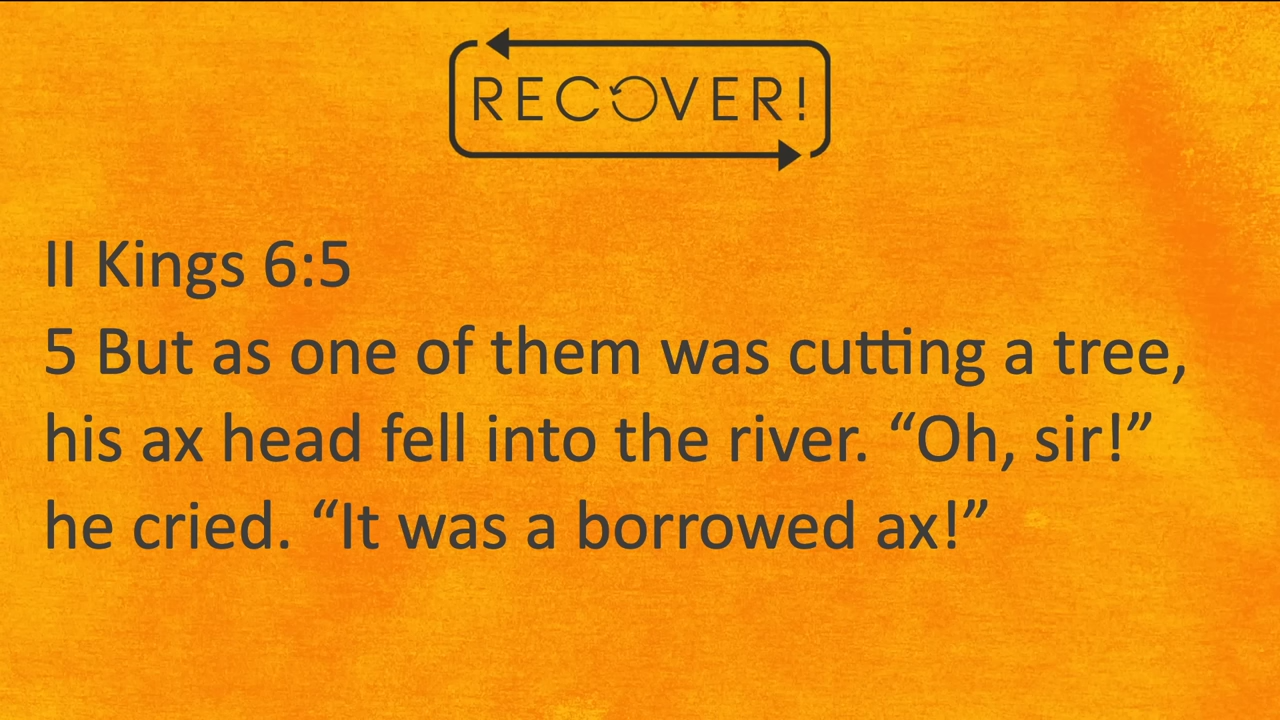 RECOVER!
II Kings 6:5
5 But as one of them was cutting a tree,
his ax head fell into the river. “Oh, sir!”
he cried. “It was a borrowed ax!”